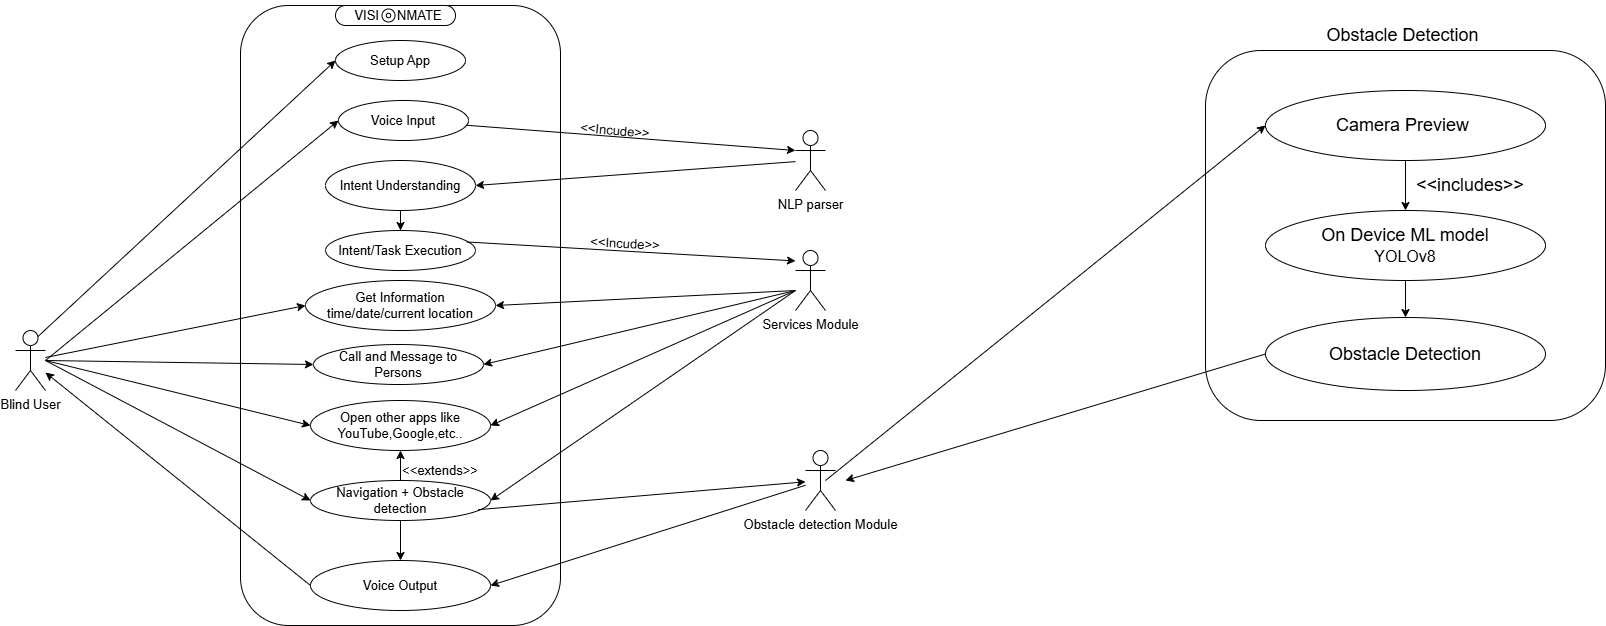 VISI NMATE
Setup App
Voice Input
<<Incude>>
Intent Understanding
NLP parser
Intent/Task Execution
<<Incude>>
Get Information
time/date/current location
Services Module
Call and Message to
Persons
Blind User
Open other apps like
YouTube,Google,etc..
<<extends>>
Navigation + Obstacle
detection
Obstacle detection Module
Voice Output
Obstacle Detection
Camera Preview
<<includes>>
On Device ML model
YOLOv8
Obstacle Detection